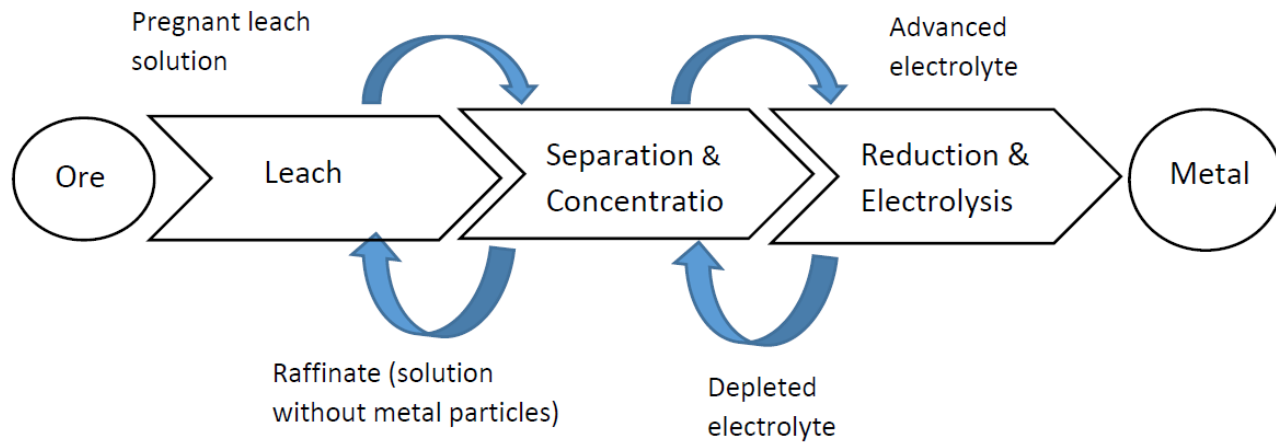 Pregnant leach
solution
Advanced
electrolyte
Ore
Leach
Separation &
Concentratio
Reduction &
Electrolysis
Metal
Raffinate (solution
without metal particles)
Depleted
electrolyte